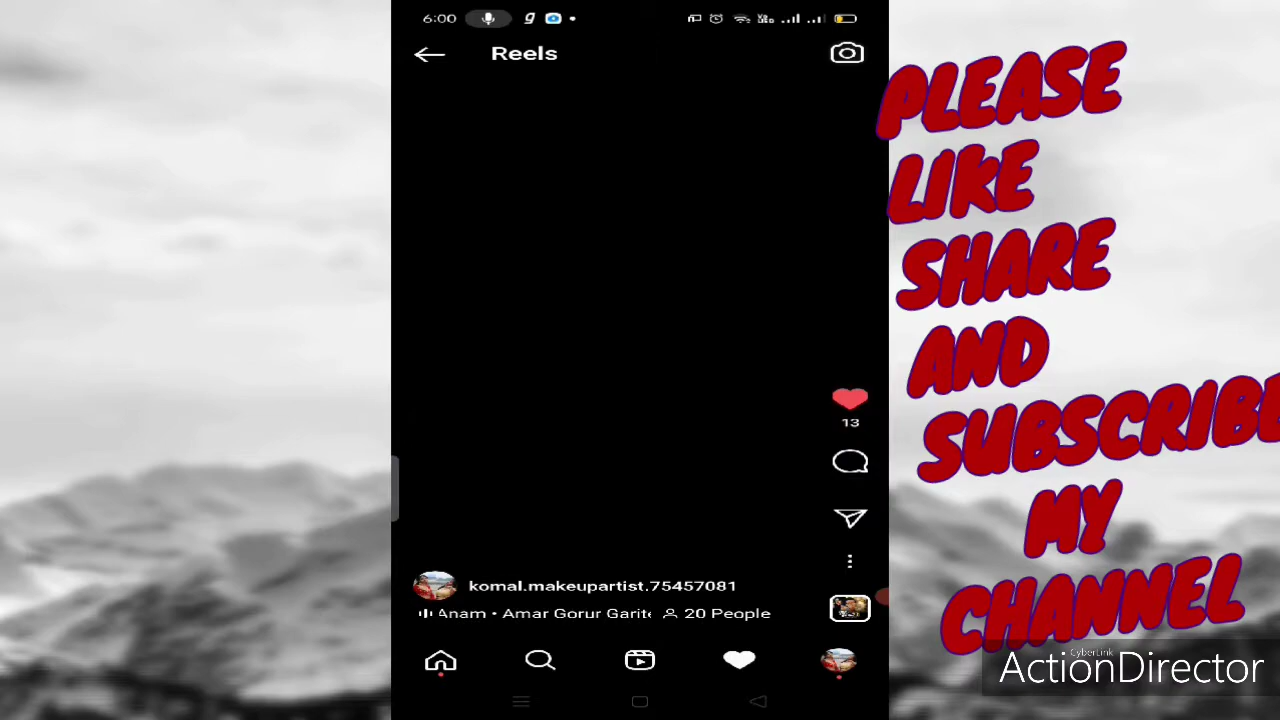 6:00
Reels
13
komal.makeupartist.75457081
Anam • Amar Gorur Garit
20 People
PLEASE
LIKE
SHARE
AND
SUBSCRIBE
MY
CHANNEL
CyberLink
ActionDirector